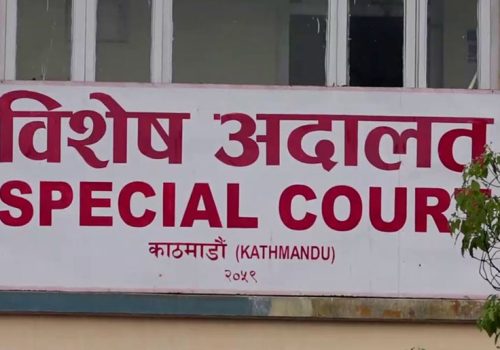 विशेष अदालत
SPECIAL COURT
काठमाडौं (KATHMANDU)
२०५९